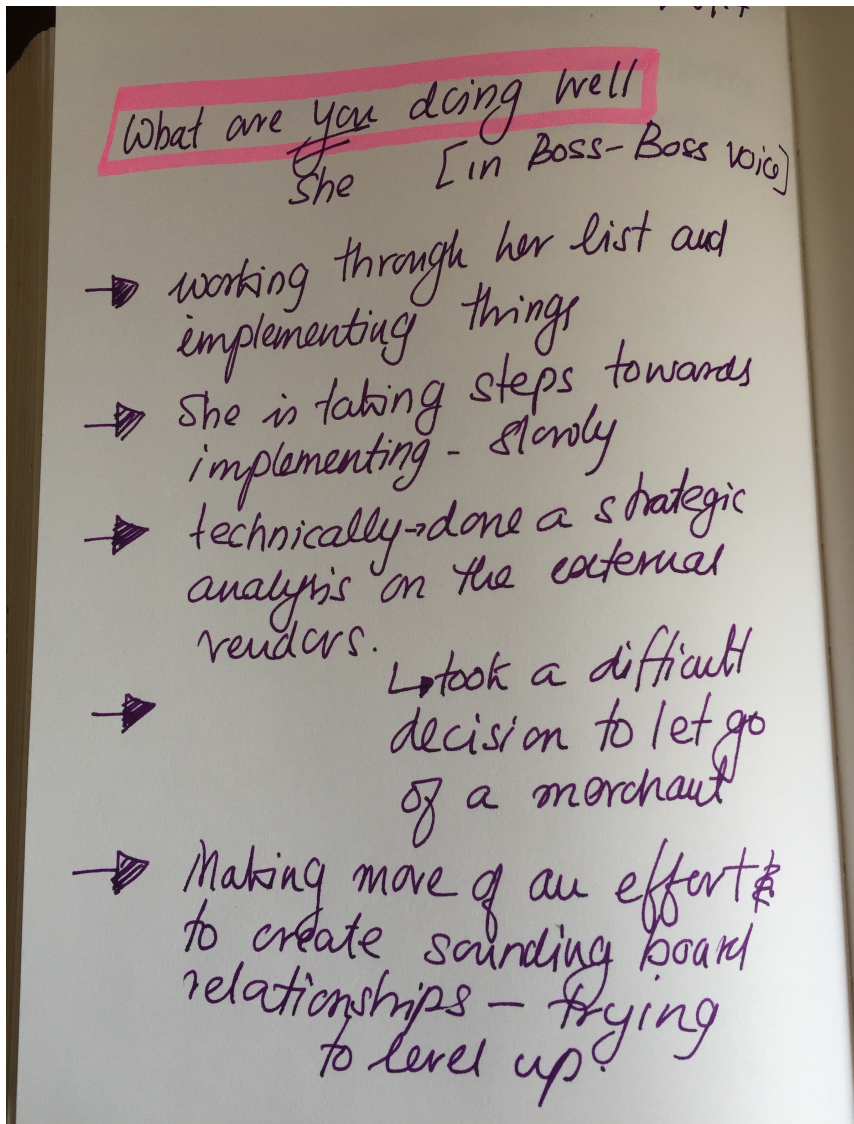 What are you doing well
She [in Boss-Boss voice]
working through her list and
implementing things
She is taking steps towards
implementing - slowly
technically → done a strategic
analysis on the external
vendors.
↳ took a difficult
decision to let go
of a merchant
Making more of an effort
to create sounding board
relationships - trying
to level up.